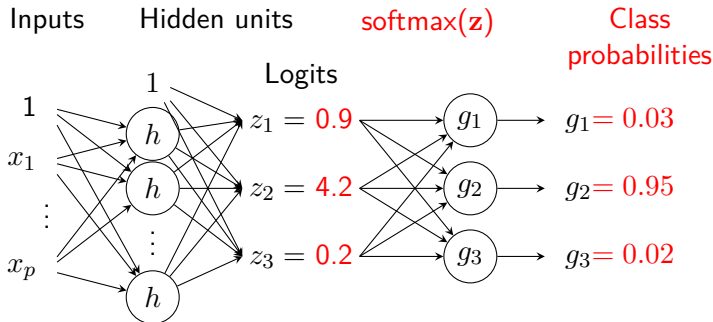 Inputs Hidden units softmax(z) Class probabilities
1 Logits
1 h z₁ = 0.9 g₁ g₁ = 0.03
x₁
h z₂ = 4.2 g₂ g₂ = 0.95
⋮ ⋮
xₚ z₃ = 0.2 g₃ g₃ = 0.02
h